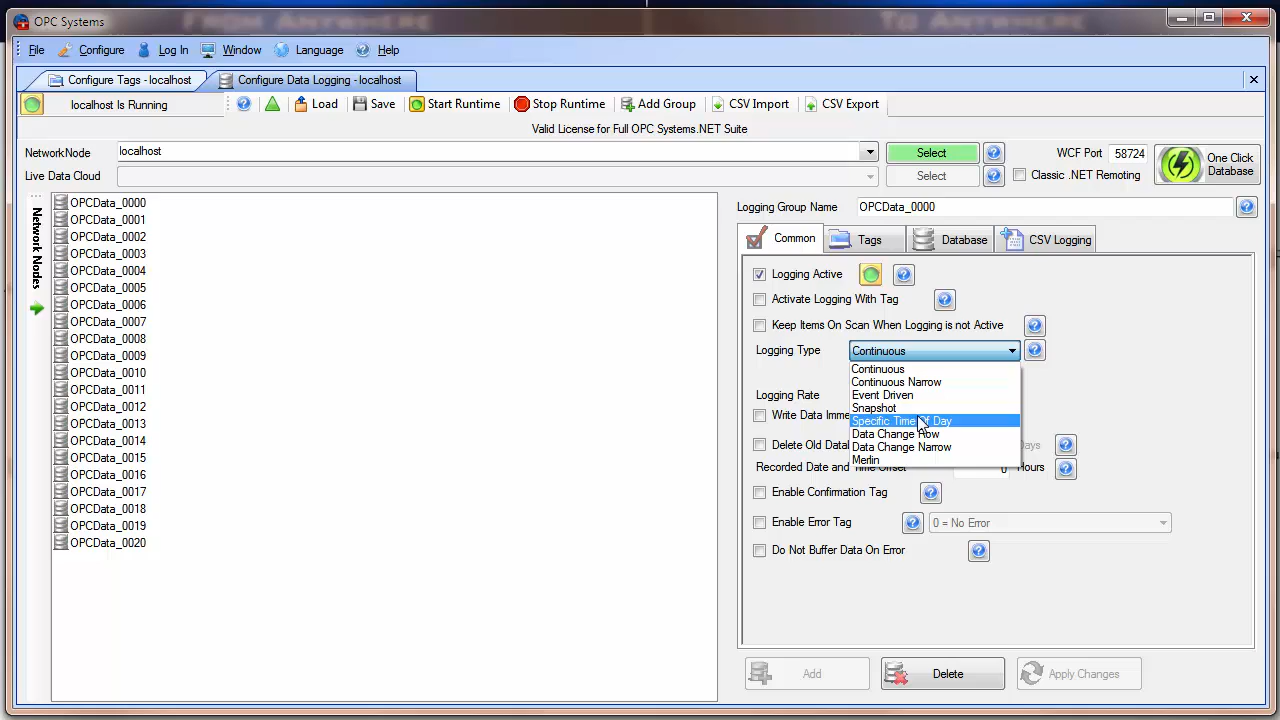 FROM ANYWHERE
TO ANYWHERE
OPC Systems
File Configure Log In Window Language Help
Configure Tags - localhost Configure Data Logging - localhost
localhost Is Running Load Save Start Runtime Stop Runtime Add Group CSV Import CSV Export
Valid License for Full OPC Systems.NET Suite
NetworkNode localhost Select WCF Port 58724 One Click Database
Live Data Cloud Select Classic .NET Remoting
Network Nodes
OPCData_0000
OPCData_0001
OPCData_0002
OPCData_0003
OPCData_0004
OPCData_0005
OPCData_0006
OPCData_0007
OPCData_0008
OPCData_0009
OPCData_0010
OPCData_0011
OPCData_0012
OPCData_0013
OPCData_0014
OPCData_0015
OPCData_0016
OPCData_0017
OPCData_0018
OPCData_0019
OPCData_0020
Logging Group Name OPCData_0000
Common Tags Database CSV Logging
Logging Active
Activate Logging With Tag
Keep Items On Scan When Logging is not Active
Logging Type Continuous
Continuous
Continuous Narrow
Event Driven
Snapshot
Specific Time Of Day
Data Change Row
Data Change Narrow
Merlin
Logging Rate
Write Data
Delete Old Days
Recorded Date and Time Offset 0 Hours
Enable Confirmation Tag
Enable Error Tag 0 = No Error
Do Not Buffer Data On Error
Add Delete Apply Changes